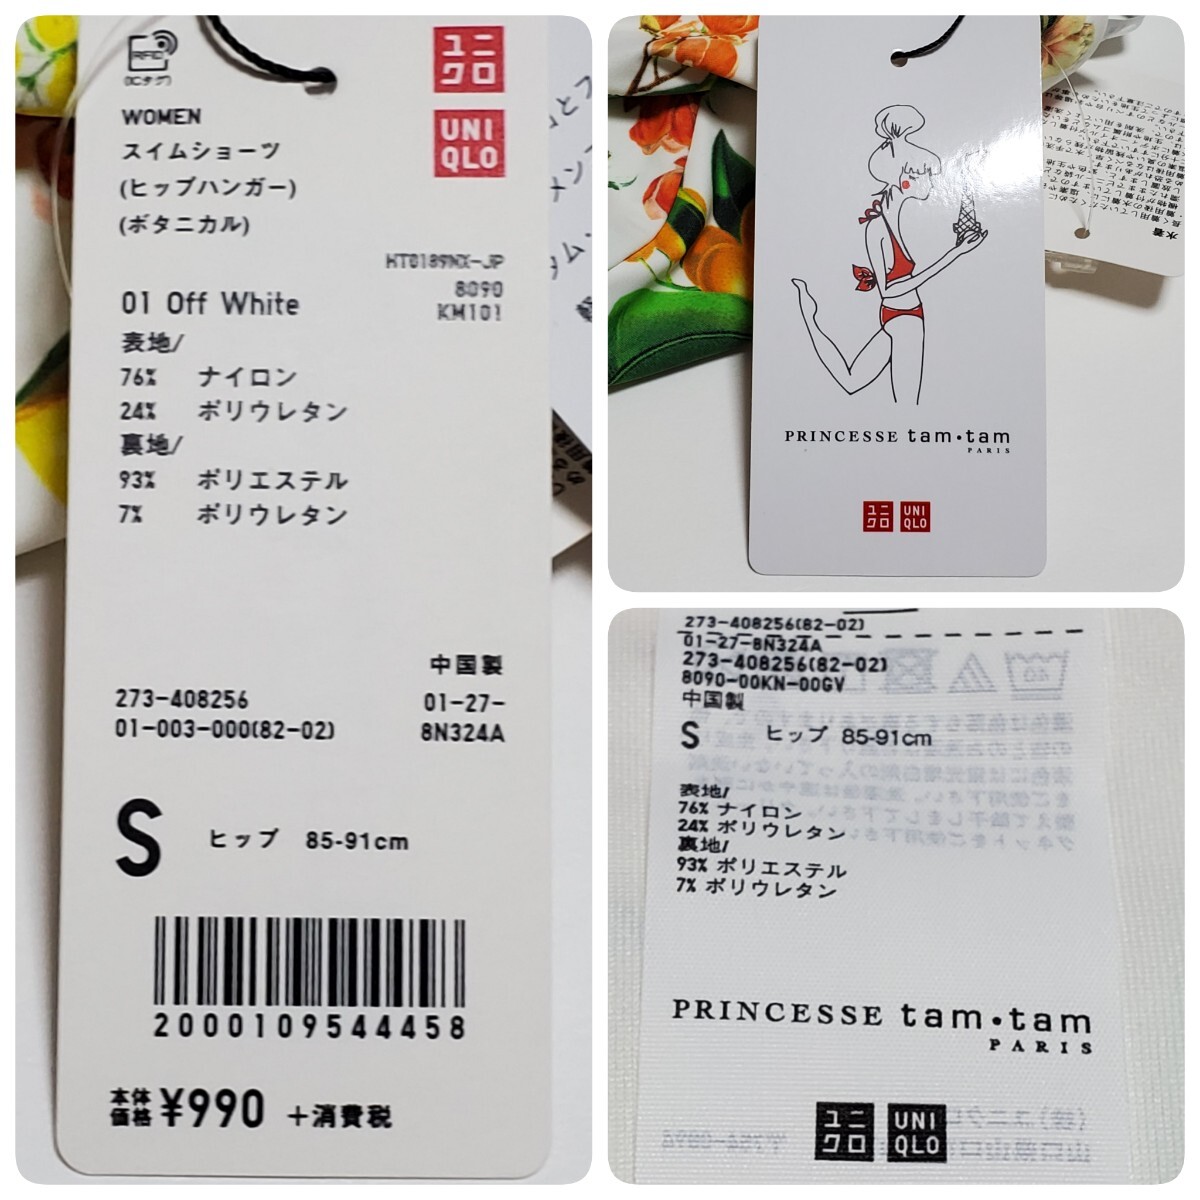 RFID
(ICタグ)
ユニクロ
UNIQLO
WOMEN
スイムショーツ
(ヒップハンガー)
(ボタニカル)
HT0189NX-JP
8090
KM101
01 Off White
表地/
76% ナイロン
24% ポリウレタン
裏地/
93% ポリエステル
7% ポリウレタン
中国製
273-408256 01-27-
01-003-000(82-02) 8N324A
S ヒップ 85-91cm
2000109544458
本体価格 ¥990 +消費税
PRINCESSE tam・tam
PARIS
ユニクロ UNIQLO
水着
273-408256(82-02)
01-27-8N324A
273-408256(82-02)
8090-00KN-00GV
中国製
S ヒップ 85-91cm
表地/
76% ナイロン
24% ポリウレタン
裏地/
93% ポリエステル
7% ポリウレタン
PRINCESSE tam・tam
PARIS
ユニクロ UNIQLO